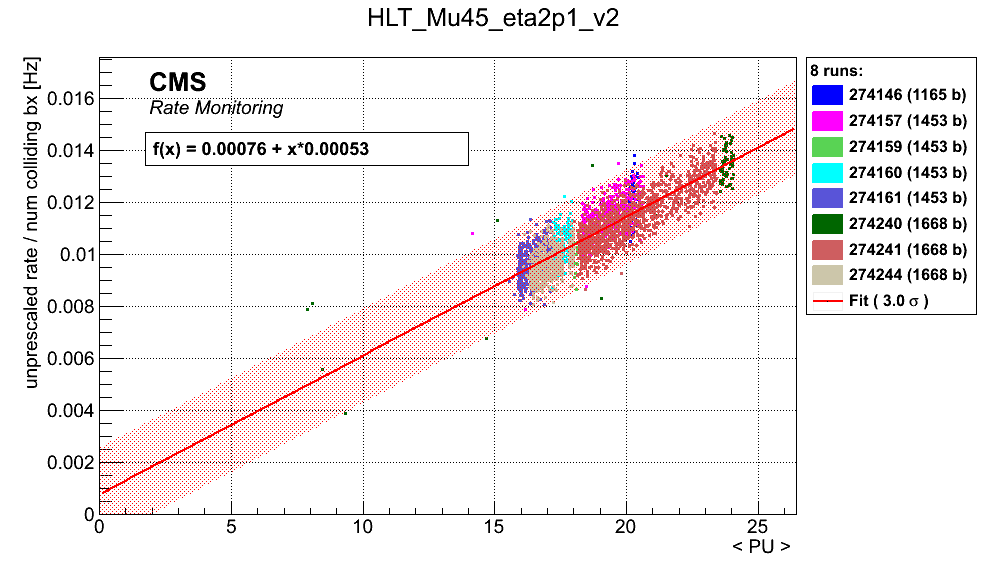 HLT_Mu45_eta2p1_v2
unprescaled rate / num colliding bx [Hz]
CMS
Rate Monitoring
f(x) = 0.00076 + x*0.00053
0.016
0.014
0.012
0.01
0.008
0.006
0.004
0.002
0
0 5 10 15 20 25
< PU >
8 runs:
274146 (1165 b)
274157 (1453 b)
274159 (1453 b)
274160 (1453 b)
274161 (1453 b)
274240 (1668 b)
274241 (1668 b)
274244 (1668 b)
Fit ( 3.0 σ )